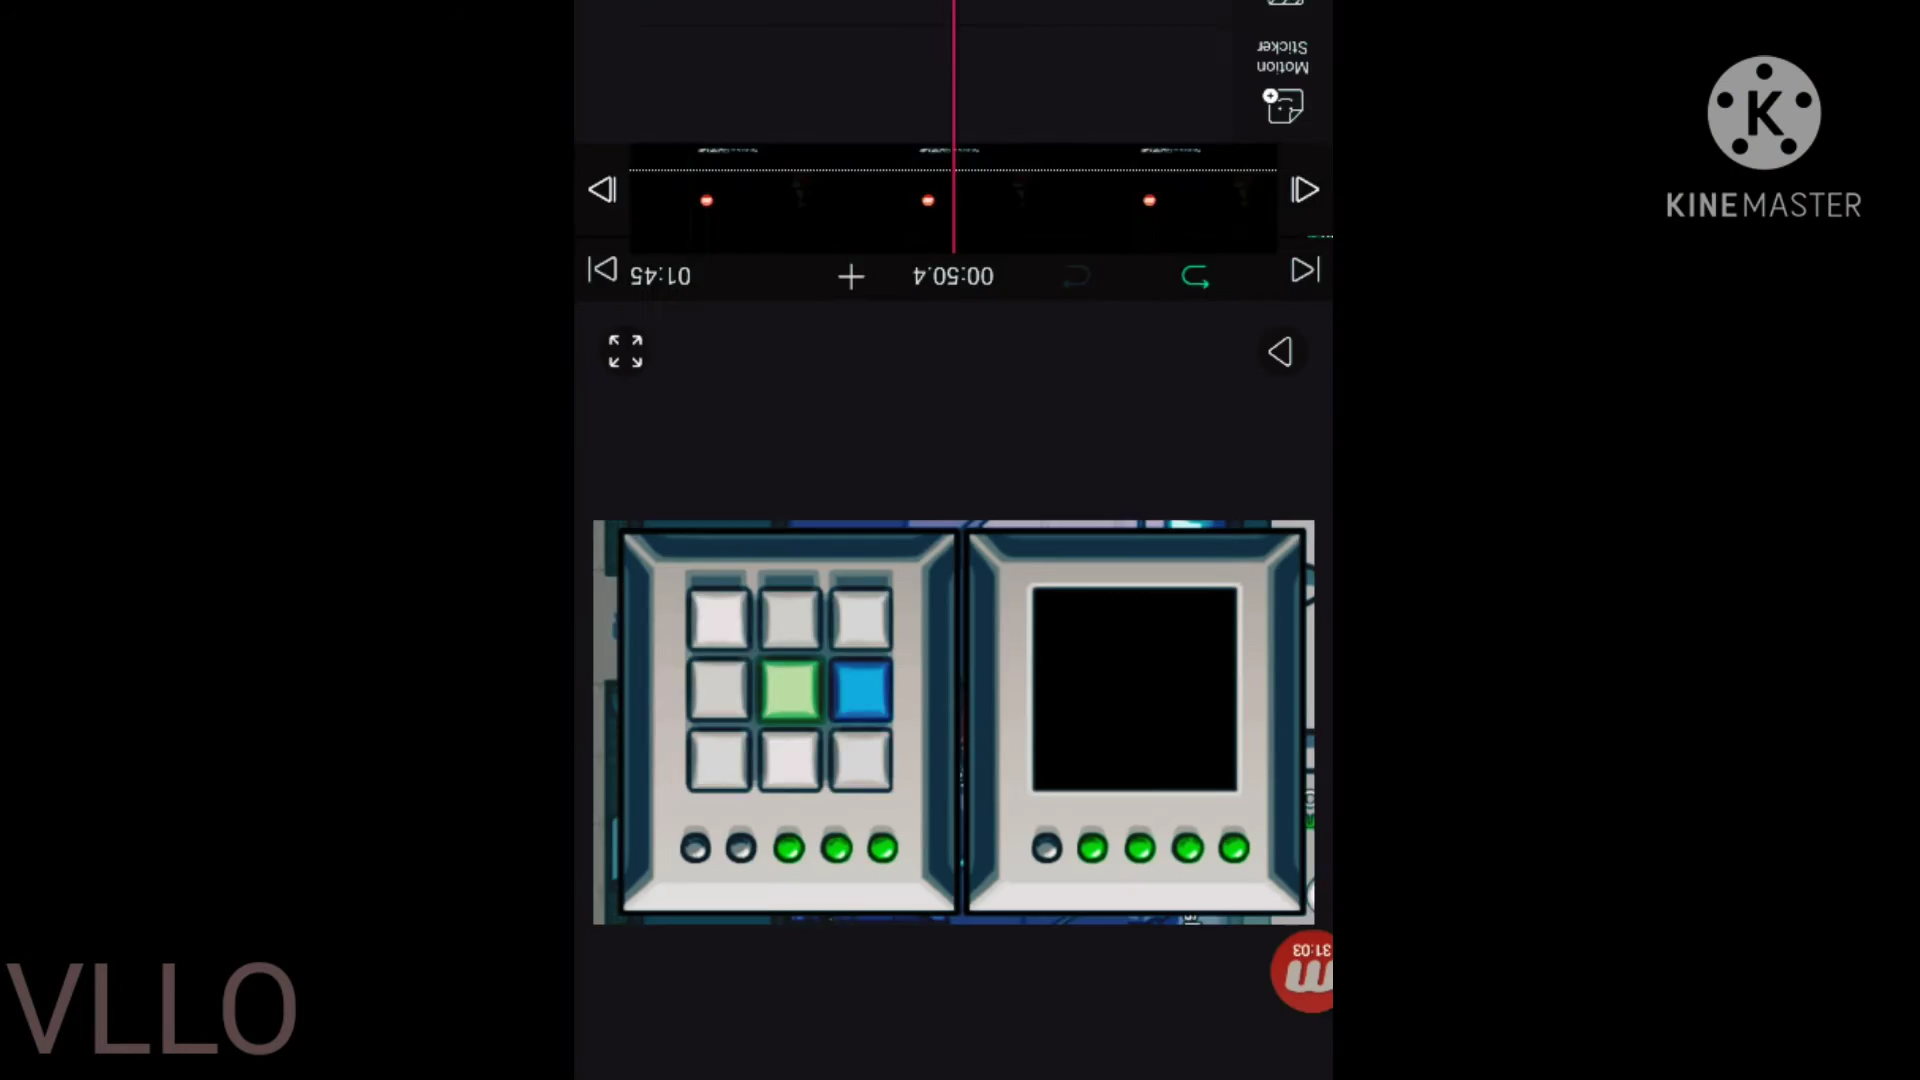 Motion
Sticker
K
KINEMASTER
01:45
00:50.4
31:03
m
VLLO